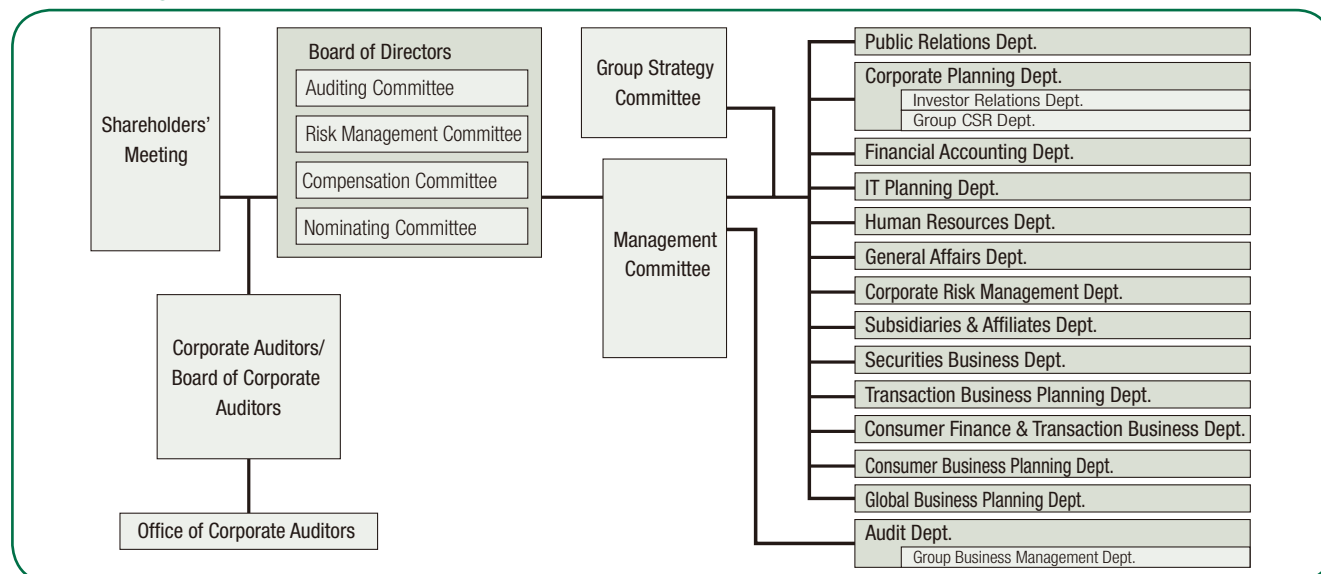 Shareholders'
Meeting
Board of Directors
Auditing Committee
Risk Management Committee
Compensation Committee
Nominating Committee
Corporate Auditors/
Board of Corporate
Auditors
Office of Corporate Auditors
Group Strategy
Committee
Management
Committee
Public Relations Dept.
Corporate Planning Dept.
Investor Relations Dept.
Group CSR Dept.
Financial Accounting Dept.
IT Planning Dept.
Human Resources Dept.
General Affairs Dept.
Corporate Risk Management Dept.
Subsidiaries & Affiliates Dept.
Securities Business Dept.
Transaction Business Planning Dept.
Consumer Finance & Transaction Business Dept.
Consumer Business Planning Dept.
Global Business Planning Dept.
Audit Dept.
Group Business Management Dept.